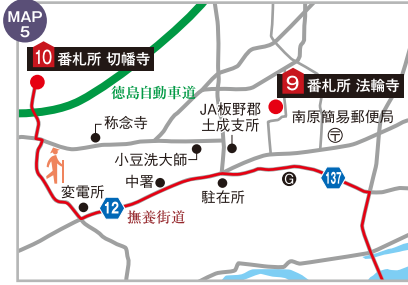 MAP
5
10 番札所 切幡寺
徳島自動車道
9 番札所 法輪寺
JA板野郡
土成支所
南原簡易郵便局
〒
称念寺
小豆洗大師
中署
変電所
12
撫養街道
駐在所
G
137